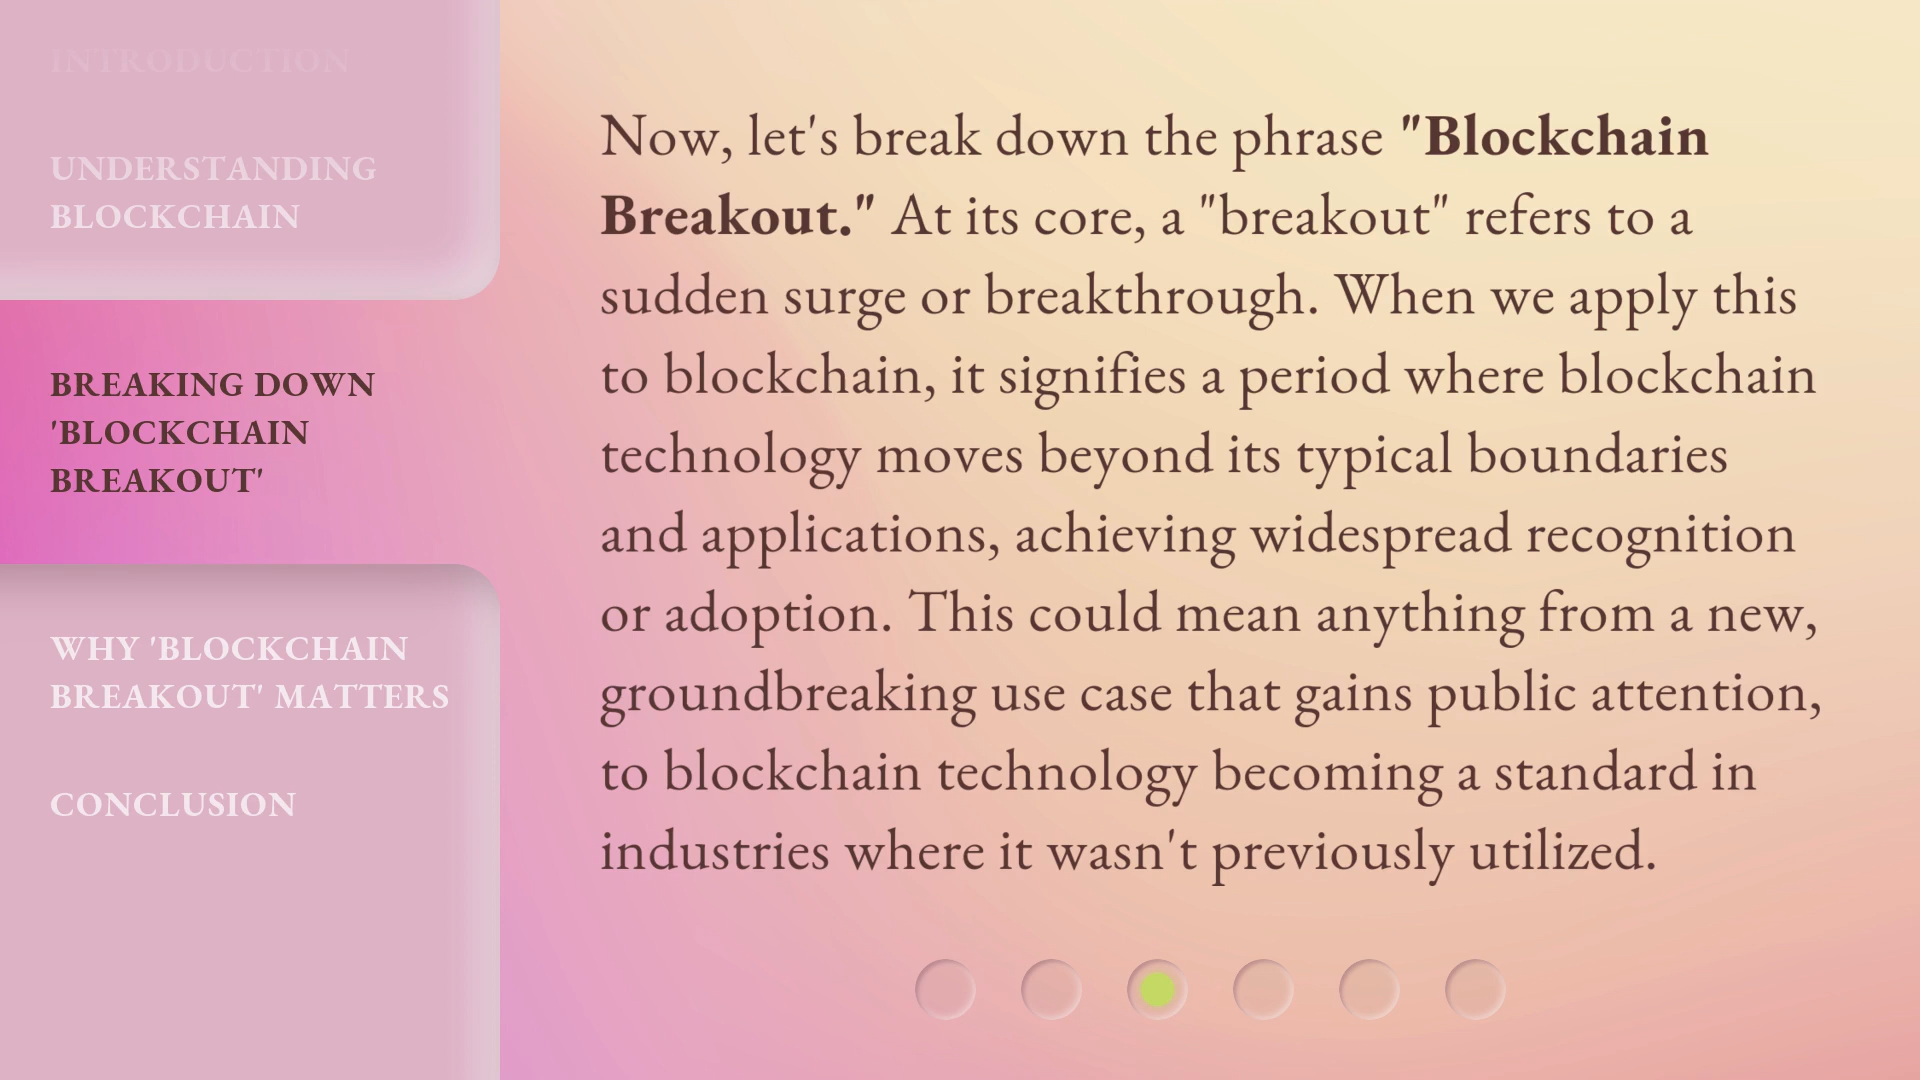 INTRODUCTION
UNDERSTANDING
BLOCKCHAIN
BREAKING DOWN
'BLOCKCHAIN
BREAKOUT'
WHY 'BLOCKCHAIN
BREAKOUT' MATTERS
CONCLUSION
Now, let's break down the phrase "Blockchain
Breakout." At its core, a "breakout" refers to a
sudden surge or breakthrough. When we apply this
to blockchain, it signifies a period where blockchain
technology moves beyond its typical boundaries
and applications, achieving widespread recognition
or adoption. This could mean anything from a new,
groundbreaking use case that gains public attention,
to blockchain technology becoming a standard in
industries where it wasn't previously utilized.